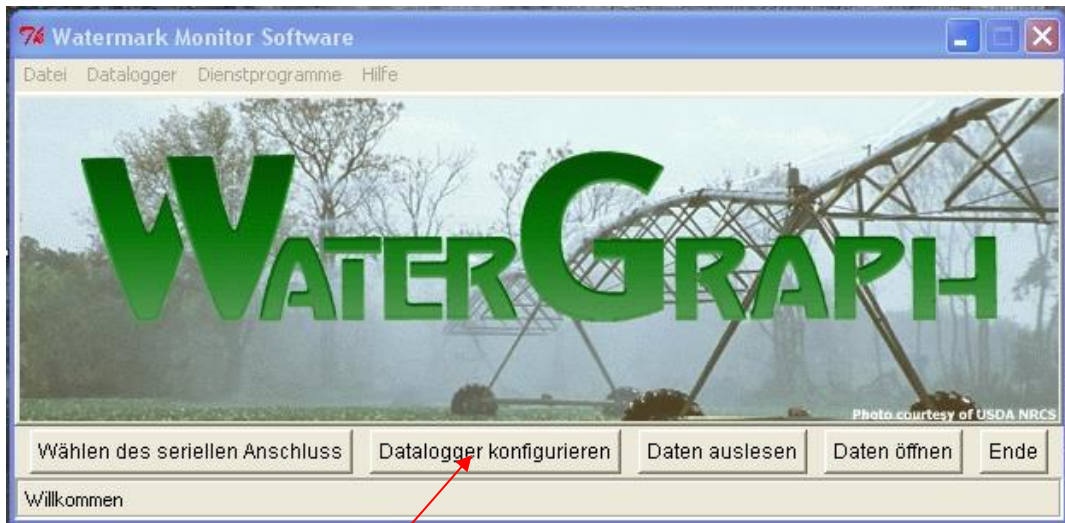 Watermark Monitor Software
Datei Datalogger Dienstprogramme Hilfe
WATERGRAPH
Photo courtesy of USDA NRCS
Wählen des seriellen Anschluss Datalogger konfigurieren Daten auslesen Daten öffnen Ende
Willkommen